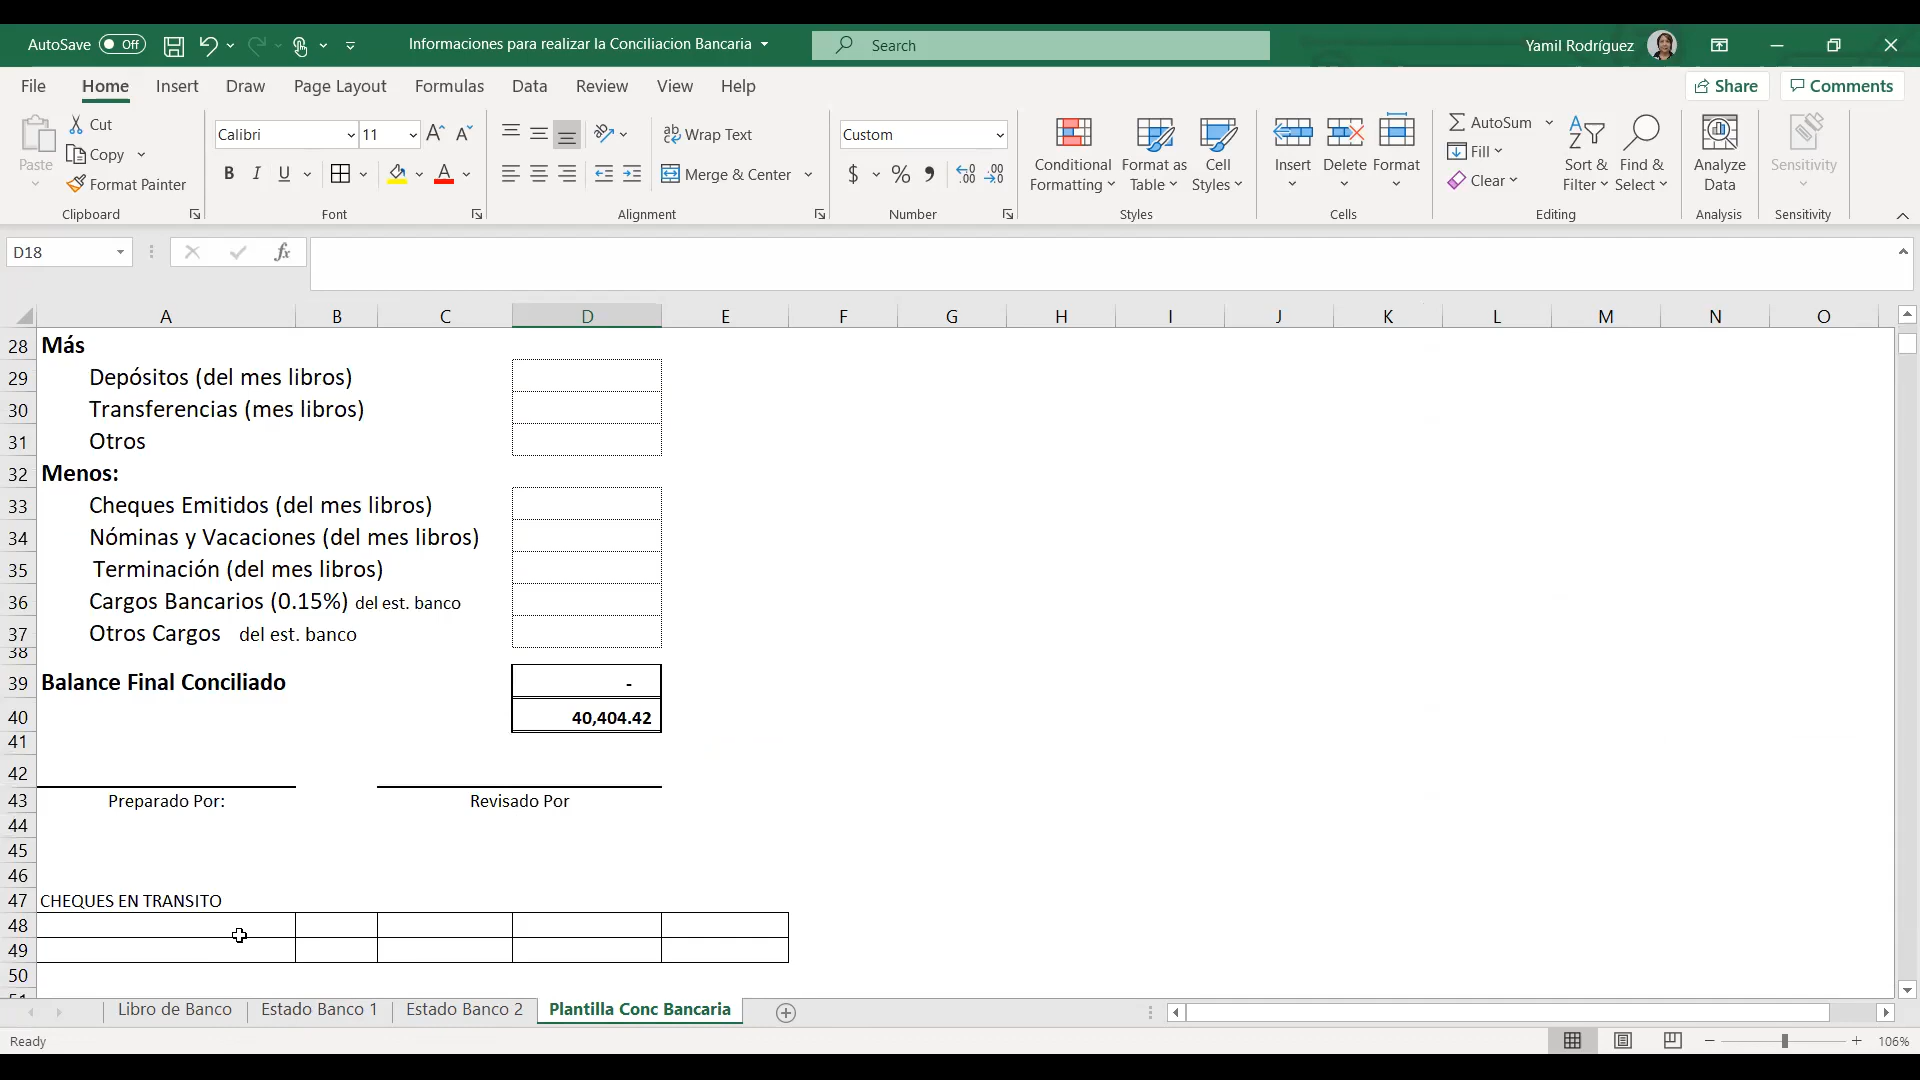 AutoSave Off Informaciones para realizar la Conciliacion Bancaria Search Yamil Rodríguez
File Home Insert Draw Page Layout Formulas Data Review View Help Share Comments
Paste Cut Copy Format Painter Clipboard
Calibri 11 A A B I U A Font
ab Wrap Text Merge & Center Alignment
Custom $ % , .00 Number
Conditional Formatting Format as Table Cell Styles Styles
Insert Delete Format Cells
AutoSum Fill Clear Sort & Filter Find & Select Editing
Analyze Data Analysis
Sensitivity Sensitivity
D18 fx
A B C D E F G H I J K L M N O
28 Más
29 Depósitos (del mes libros)
30 Transferencias (mes libros)
31 Otros
32 Menos:
33 Cheques Emitidos (del mes libros)
34 Nóminas y Vacaciones (del mes libros)
35 Terminación (del mes libros)
36 Cargos Bancarios (0.15%) del est. banco
37 Otros Cargos del est. banco
38
39 Balance Final Conciliado -
40 40,404.42
41
42
43 Preparado Por: Revisado Por
44
45
46
47 CHEQUES EN TRANSITO
48
49
50
Libro de Banco Estado Banco 1 Estado Banco 2 Plantilla Conc Bancaria
Ready 106%